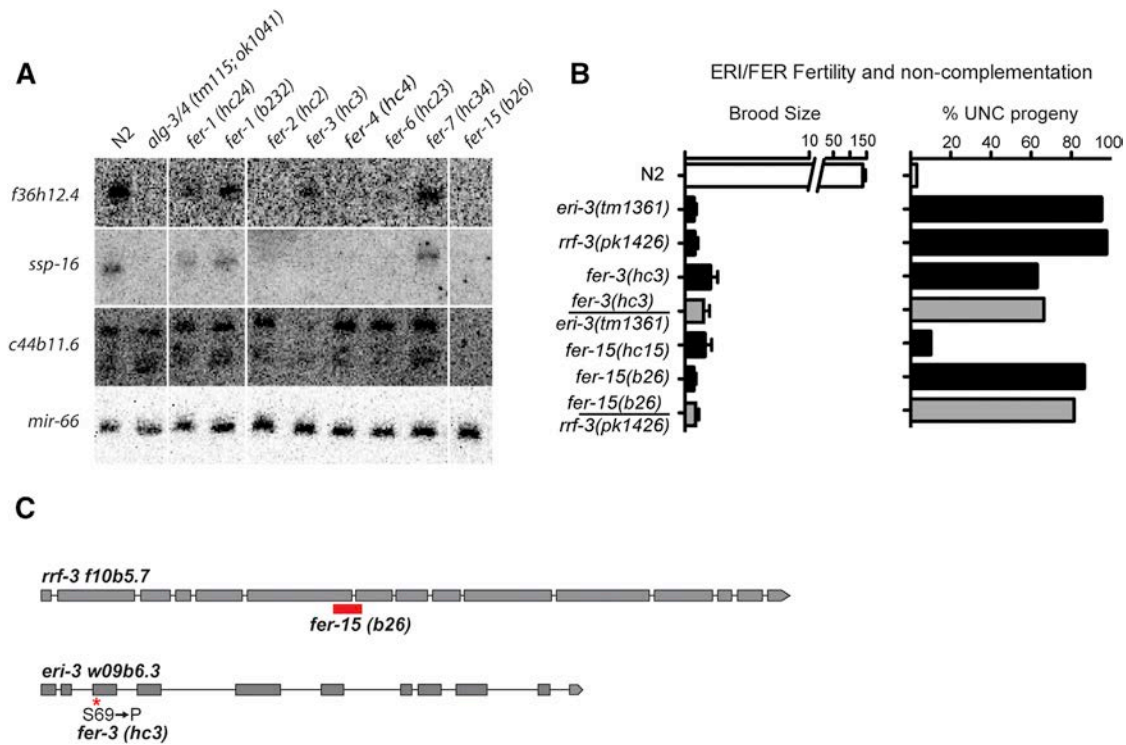 A
N2
alg-3/4 (tm115; ok1041)
fer-1 (hc24)
fer-1 (b232)
fer-2 (hc2)
fer-3 (hc3)
fer-4 (hc4)
fer-6 (hc23)
fer-7 (hc34)
fer-15 (b26)
f36h12.4
ssp-16
c44b11.6
mir-66
B
ERI/FER Fertility and non-complementation
Brood Size
10 50 150
% UNC progeny
20 40 60 80 100
N2
eri-3(tm1361)
rrf-3(pk1426)
fer-3(hc3)
fer-3(hc3)
eri-3(tm1361)
fer-15(hc15)
fer-15(b26)
fer-15(b26)
rrf-3(pk1426)
C
rrf-3 f10b5.7
fer-15 (b26)
eri-3 w09b6.3
*
S69→P
fer-3 (hc3)